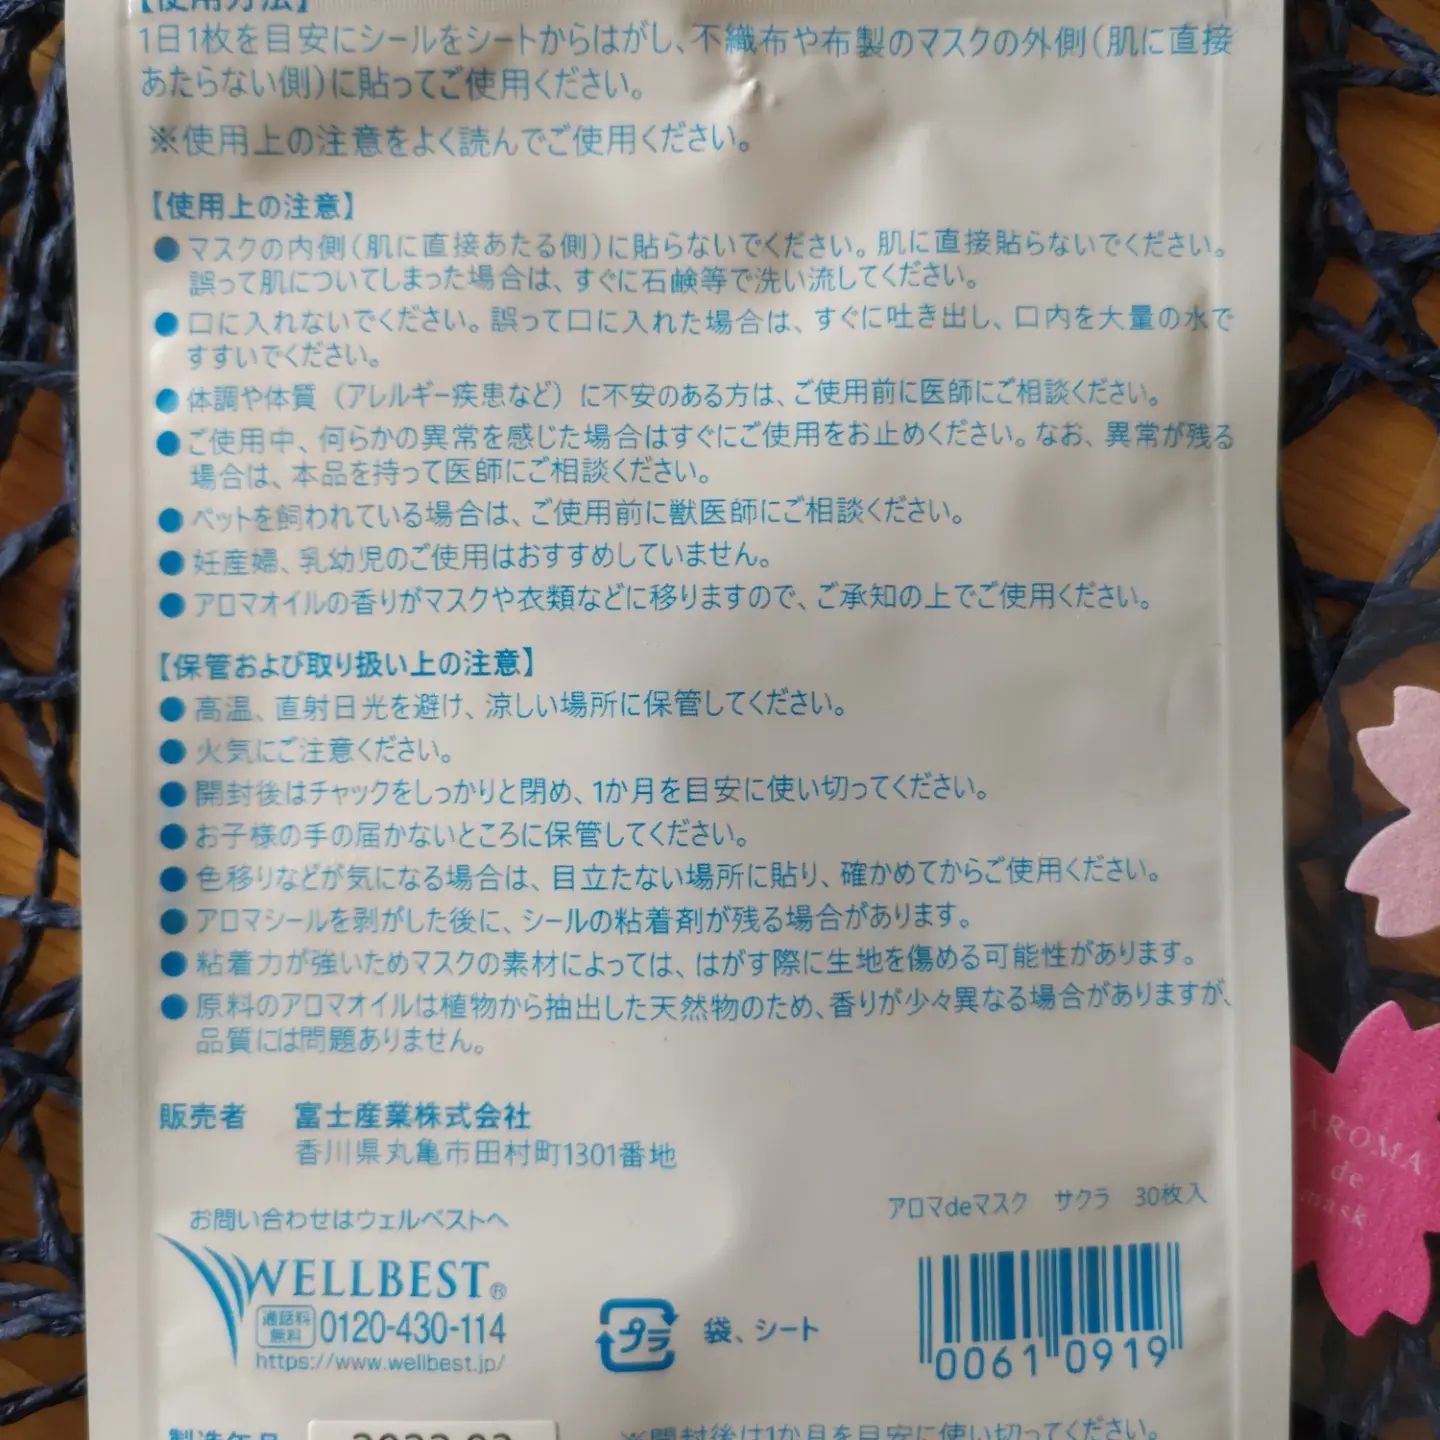 【使用方法】
1日1枚を目安にシールをシートからはがし、不織布や布製のマスクの外側(肌に直接
あたらない側)に貼ってご使用ください。
※使用上の注意をよく読んでご使用ください。
【使用上の注意】
●マスクの内側(肌に直接あたる側)に貼らないでください。肌に直接貼らないでください。
誤って肌についてしまった場合は、すぐに石鹸等で洗い流してください。
●口に入れないでください。誤って口に入れた場合は、すぐに吐き出し、口内を大量の水で
すすいでください。
●体調や体質(アレルギー疾患など)に不安のある方は、ご使用前に医師にご相談ください。
●ご使用中、何らかの異常を感じた場合はすぐにご使用をお止めください。なお、異常が残る
場合は、本品を持って医師にご相談ください。
●ペットを飼われている場合は、ご使用前に獣医師にご相談ください。
●妊産婦、乳幼児のご使用はおすすめしていません。
●アロマオイルの香りがマスクや衣類などに移りますので、ご承知の上でご使用ください。
【保管および取り扱い上の注意】
●高温、直射日光を避け、涼しい場所に保管してください。
●火気にご注意ください。
●開封後はチャックをしっかりと閉め、1か月を目安に使い切ってください。
●お子様の手の届かないところに保管してください。
●色移りなどが気になる場合は、目立たない場所に貼り、確かめてからご使用ください。
●アロマシールを剥がした後に、シールの粘着剤が残る場合があります。
●粘着力が強いためマスクの素材によっては、はがす際に生地を傷める可能性があります。
●原料のアロマオイルは植物から抽出した天然物のため、香りが少々異なる場合がありますが、
品質には問題ありません。
販売者 富士産業株式会社
香川県丸亀市田村町1301番地
アロマdeマスク サクラ 30枚入
お問い合わせはウェルベストへ
WELLBEST®
通話料
無料
0120-430-114
https://www.wellbest.jp/
プラ
袋、シート
0061 0919
AROMA
de
mask
製造年月 2022.03
※開封後は1か月を目安に使い切ってください。